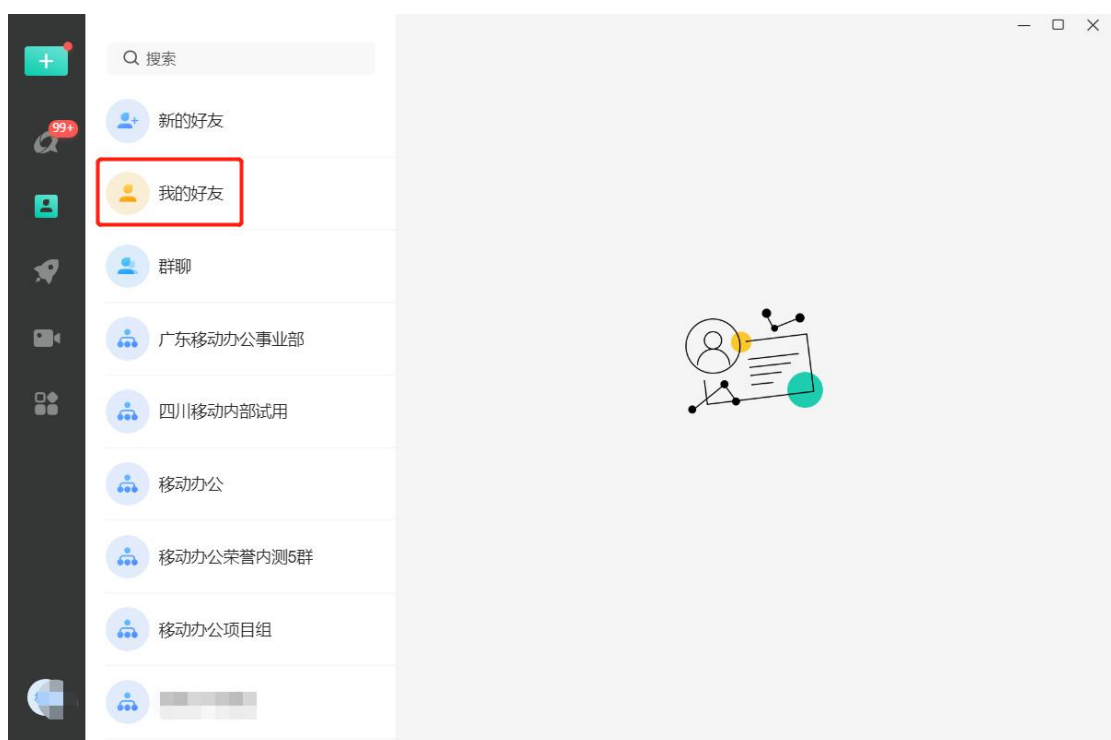 搜索
99+
新的好友
我的好友
群聊
广东移动办公事业部
四川移动内部试用
移动办公
移动办公荣誉内测5群
移动办公项目组